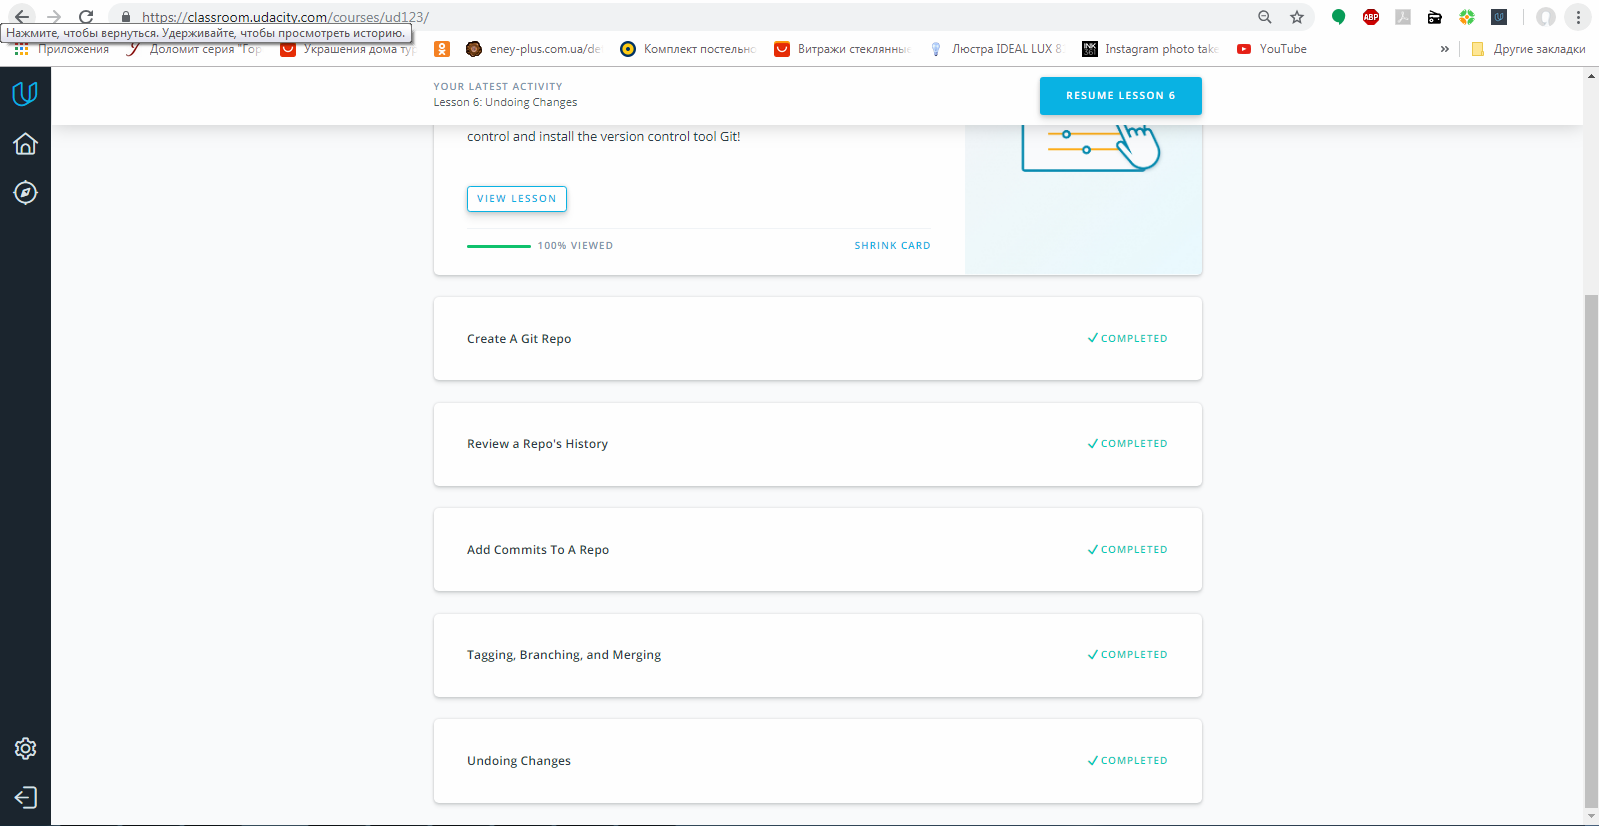 https://classroom.udacity.com/courses/ud123/
Нажмите, чтобы вернуться. Удерживайте, чтобы просмотреть историю.
Приложения
Доломит серия "Гор
Украшения дома тур
eney-plus.com.ua/de
Комплект постельно
Витражи стеклянны
Люстра IDEAL LUX 8
Instagram photo take
YouTube
»
Другие закладки
YOUR LATEST ACTIVITY
Lesson 6: Undoing Changes
RESUME LESSON 6
control and install the version control tool Git!
VIEW LESSON
100% VIEWED
SHRINK CARD
Create A Git Repo
COMPLETED
Review a Repo's History
COMPLETED
Add Commits To A Repo
COMPLETED
Tagging, Branching, and Merging
COMPLETED
Undoing Changes
COMPLETED
ABP